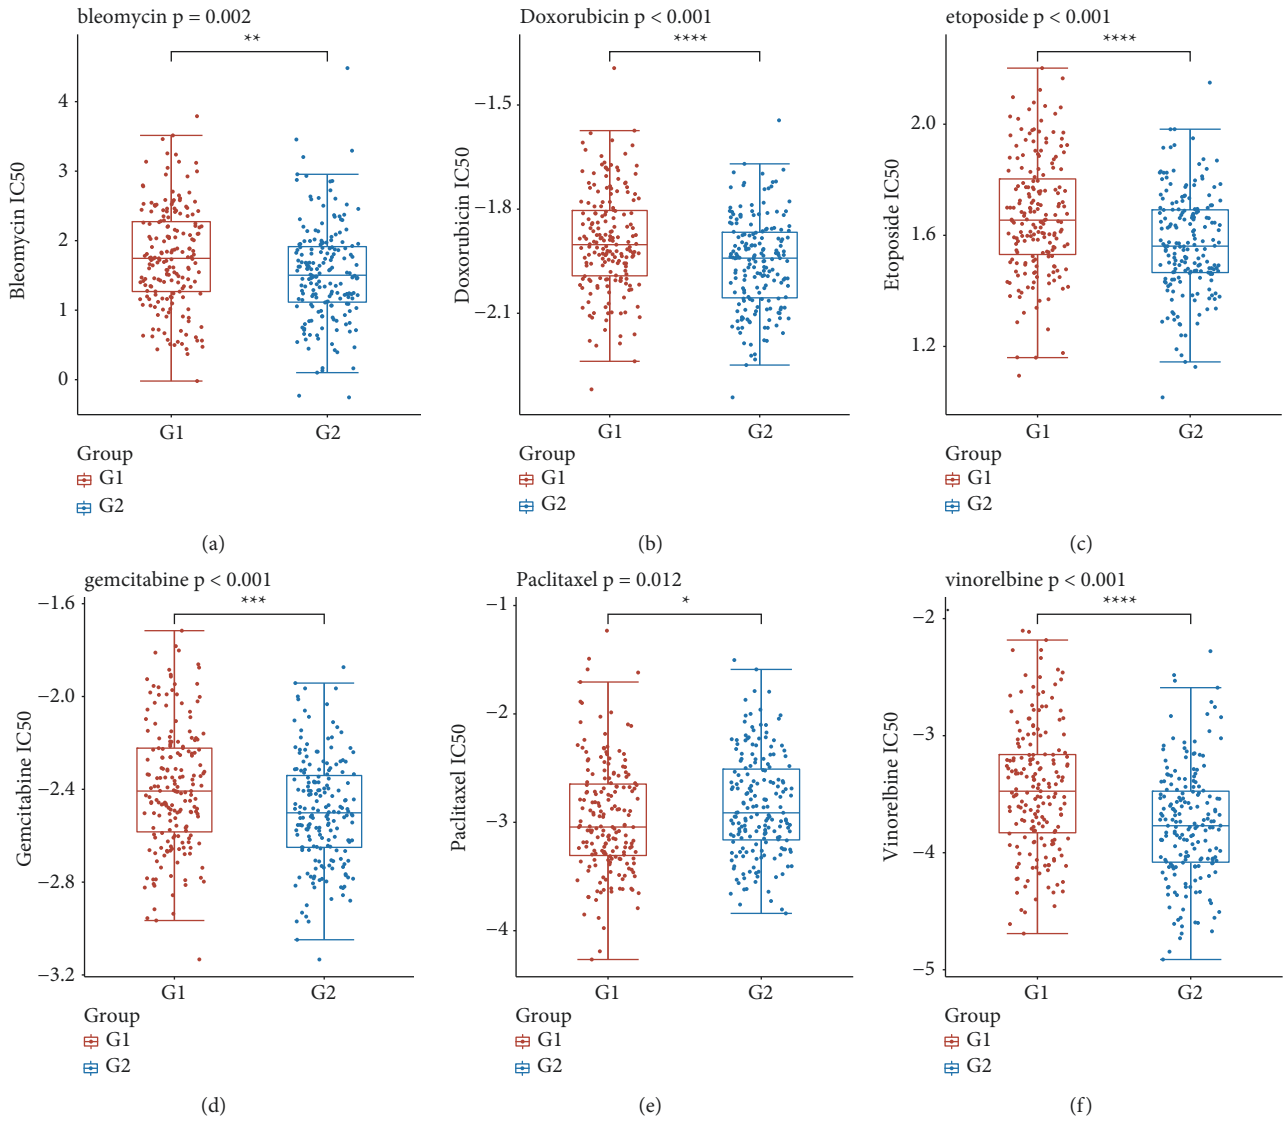 bleomycin p = 0.002
**
Bleomycin IC50
4
3
2
1
0
G1
G2
Group
G1
G2
(a)
Doxorubicin p < 0.001
****
Doxorubicin IC50
−1.5
−1.8
−2.1
G1
G2
Group
G1
G2
(b)
etoposide p < 0.001
****
Etoposide IC50
2.0
1.6
1.2
G1
G2
Group
G1
G2
(c)
gemcitabine p < 0.001
***
Gemcitabine IC50
−1.6
−2.0
−2.4
−2.8
−3.2
G1
G2
Group
G1
G2
(d)
Paclitaxel p = 0.012
*
Paclitaxel IC50
−1
−2
−3
−4
G1
G2
Group
G1
G2
(e)
vinorelbine p < 0.001
****
Vinorelbine IC50
−2
−3
−4
−5
G1
G2
Group
G1
G2
(f)